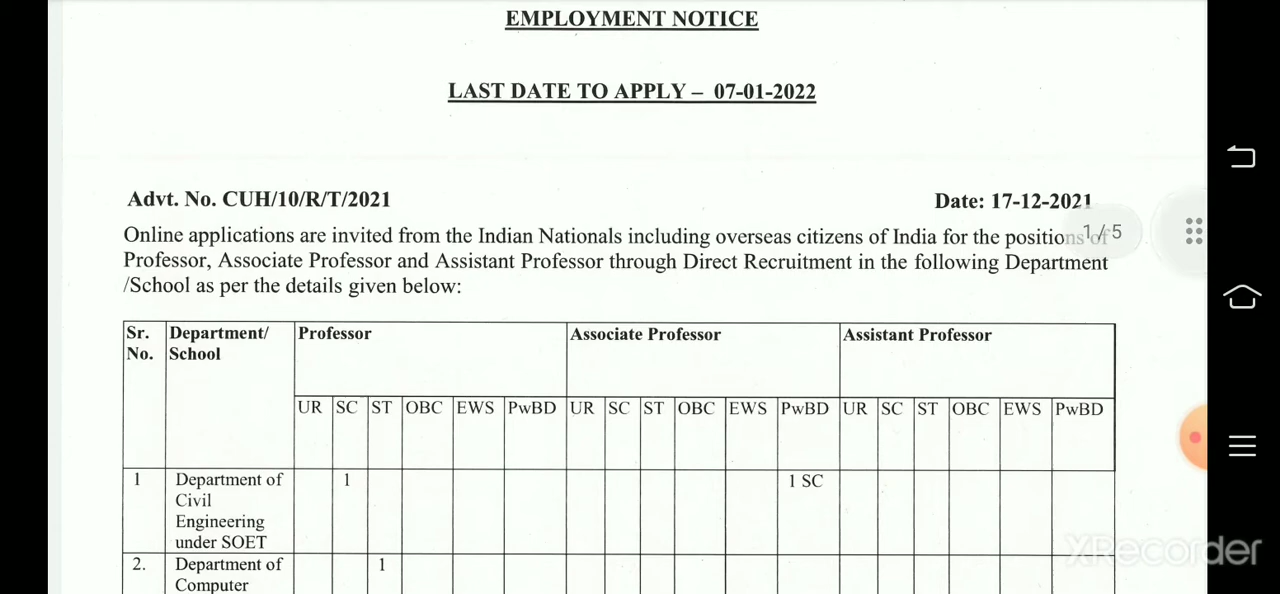 EMPLOYMENT NOTICE
LAST DATE TO APPLY – 07-01-2022
Advt. No. CUH/10/R/T/2021 Date: 17-12-2021
Online applications are invited from the Indian Nationals including overseas citizens of India for the positions of
1 / 5
Professor, Associate Professor and Assistant Professor through Direct Recruitment in the following Department
/School as per the details given below:
Sr. Department/ Professor Associate Professor Assistant Professor
No. School
UR SC ST OBC EWS PwBD UR SC ST OBC EWS PwBD UR SC ST OBC EWS PwBD
1 Department of 1 1 SC
Civil
Engineering
under SOET
2. Department of 1
Computer
XRecorder